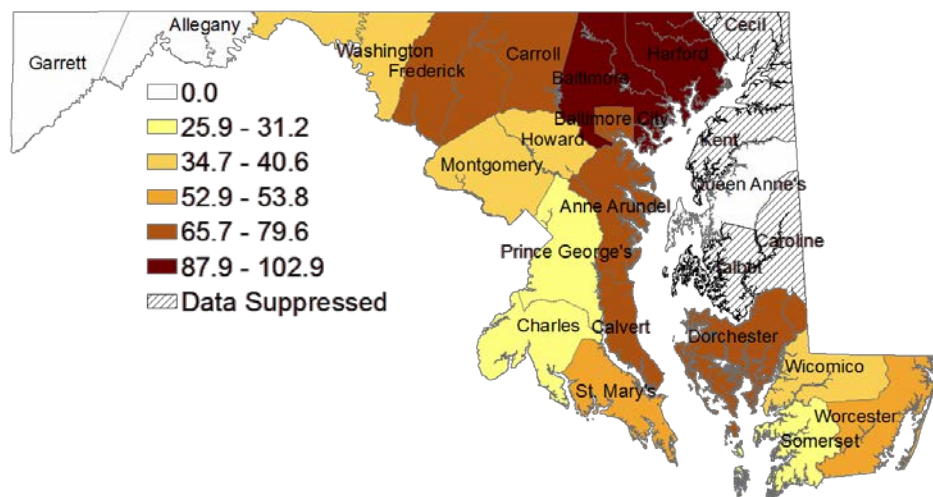 Cecil
Allegany
Washington
Carroll
Harford
Garrett
Frederick
Baltimore
0.0
25.9 - 31.2
34.7 - 40.6
52.9 - 53.8
65.7 - 79.6
87.9 - 102.9
Data Suppressed
Baltimore City
Howard
Kent
Montgomery
Queen Anne's
Anne Arundel
Prince George's
Caroline
Talbot
Charles
Calvert
Dorchester
Wicomico
St. Mary's
Worcester
Somerset